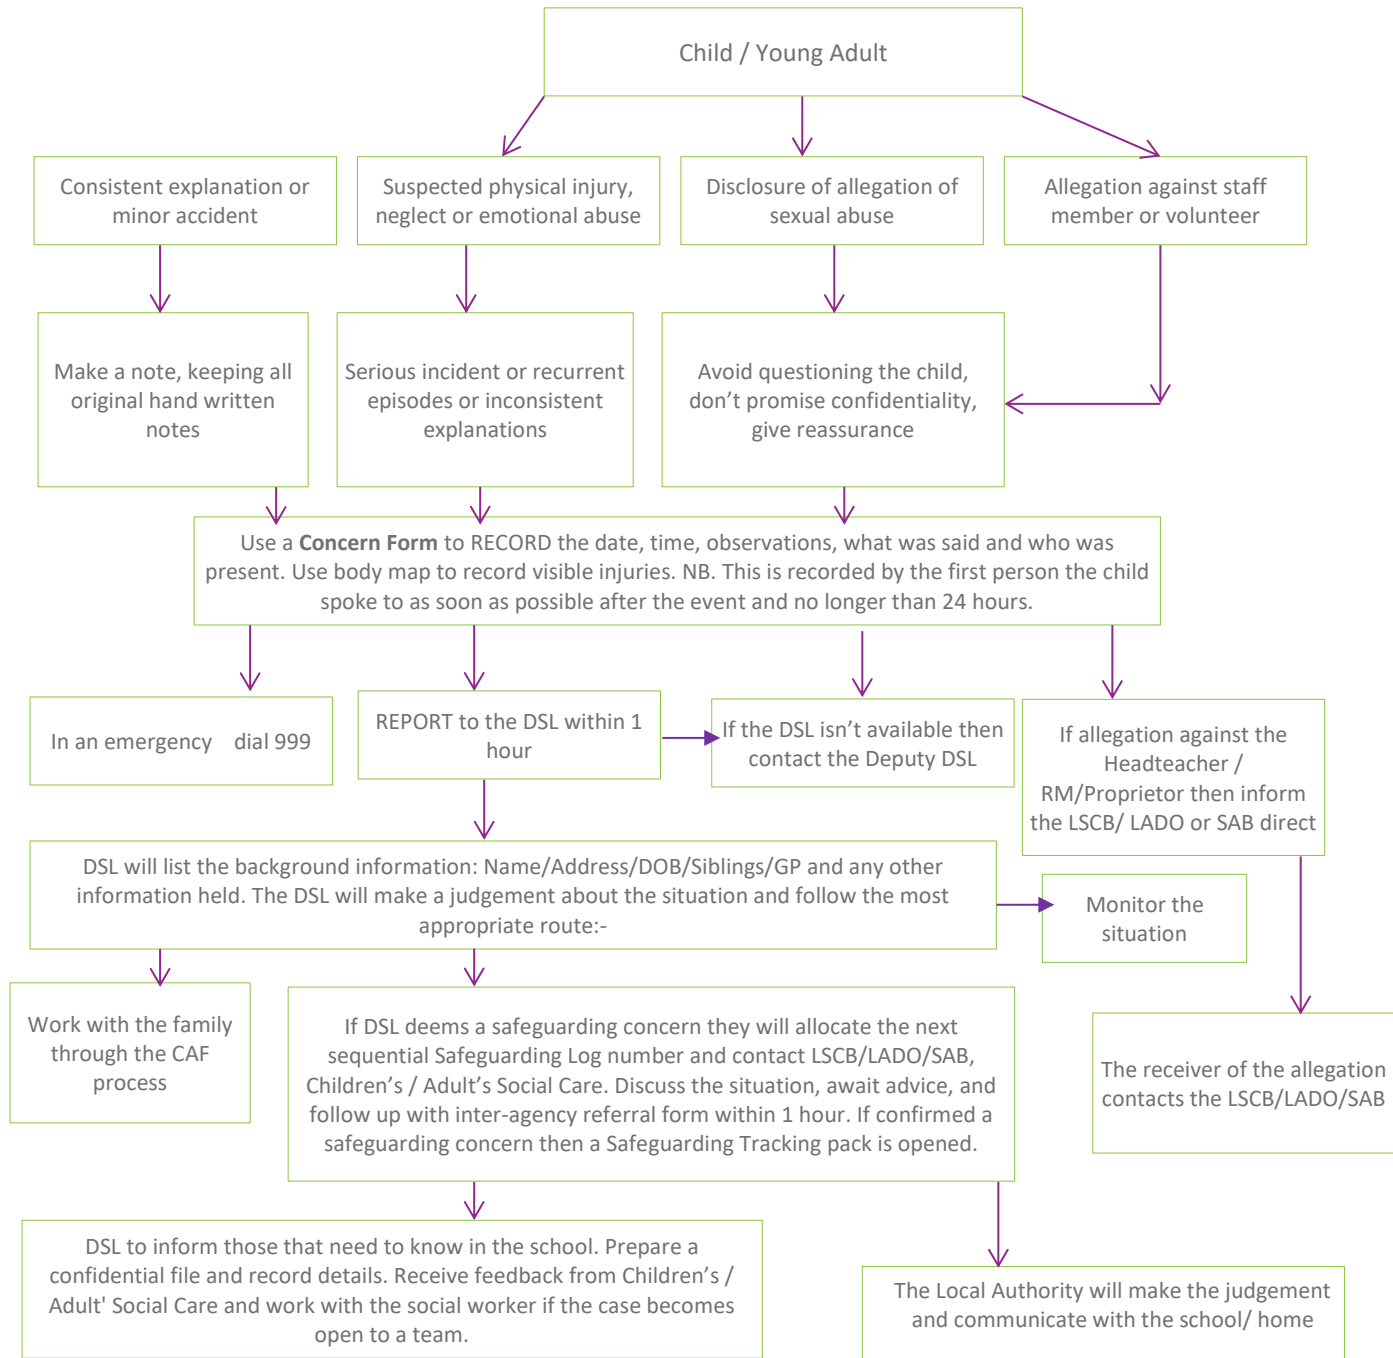 Child / Young Adult
Consistent explanation or
minor accident
Suspected physical injury,
neglect or emotional abuse
Disclosure of allegation of
sexual abuse
Allegation against staff
member or volunteer
Make a note, keeping all
original hand written
notes
Serious incident or recurrent
episodes or inconsistent
explanations
Avoid questioning the child,
don’t promise confidentiality,
give reassurance
Use a Concern Form to RECORD the date, time, observations, what was said and who was
present. Use body map to record visible injuries. NB. This is recorded by the first person the child
spoke to as soon as possible after the event and no longer than 24 hours.
In an emergency dial 999
REPORT to the DSL within 1
hour
If the DSL isn’t available then
contact the Deputy DSL
If allegation against the
Headteacher /
RM/Proprietor then inform
the LSCB/ LADO or SAB direct
DSL will list the background information: Name/Address/DOB/Siblings/GP and any other
information held. The DSL will make a judgement about the situation and follow the most
appropriate route:-
Monitor the
situation
Work with the family
through the CAF
process
If DSL deems a safeguarding concern they will allocate the next
sequential Safeguarding Log number and contact LSCB/LADO/SAB,
Children’s / Adult’s Social Care. Discuss the situation, await advice, and
follow up with inter-agency referral form within 1 hour. If confirmed a
safeguarding concern then a Safeguarding Tracking pack is opened.
The receiver of the allegation
contacts the LSCB/LADO/SAB
DSL to inform those that need to know in the school. Prepare a
confidential file and record details. Receive feedback from Children’s /
Adult' Social Care and work with the social worker if the case becomes
open to a team.
The Local Authority will make the judgement
and communicate with the school/ home